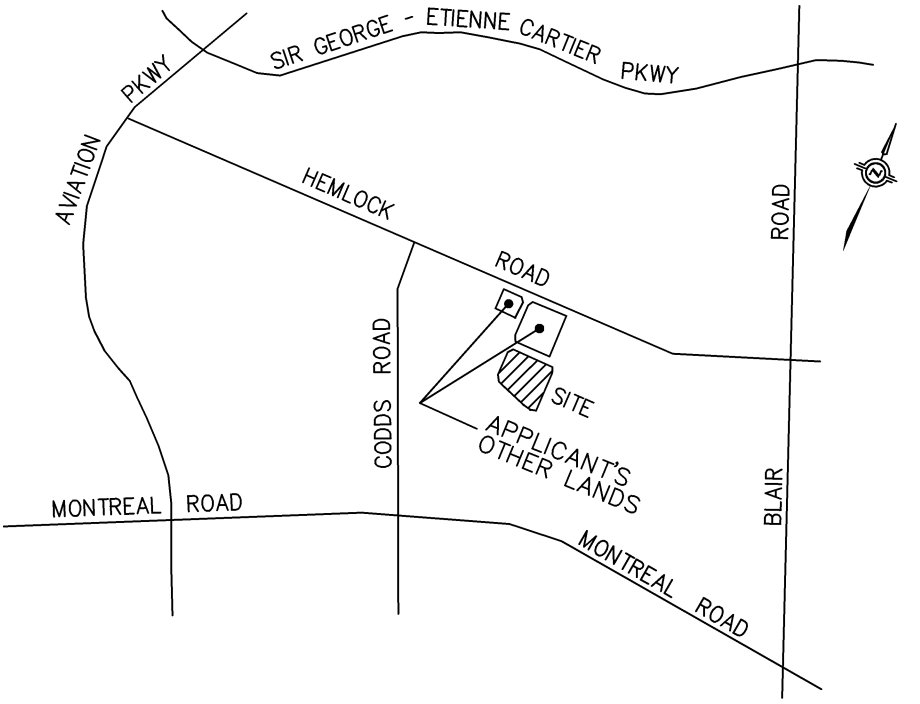 SIR GEORGE - ETIENNE CARTIER PKWY
AVIATION PKWY
HEMLOCK ROAD
BLAIR ROAD
N
CODDS ROAD
SITE
APPLICANT'S
OTHER LANDS
MONTREAL ROAD
MONTREAL ROAD